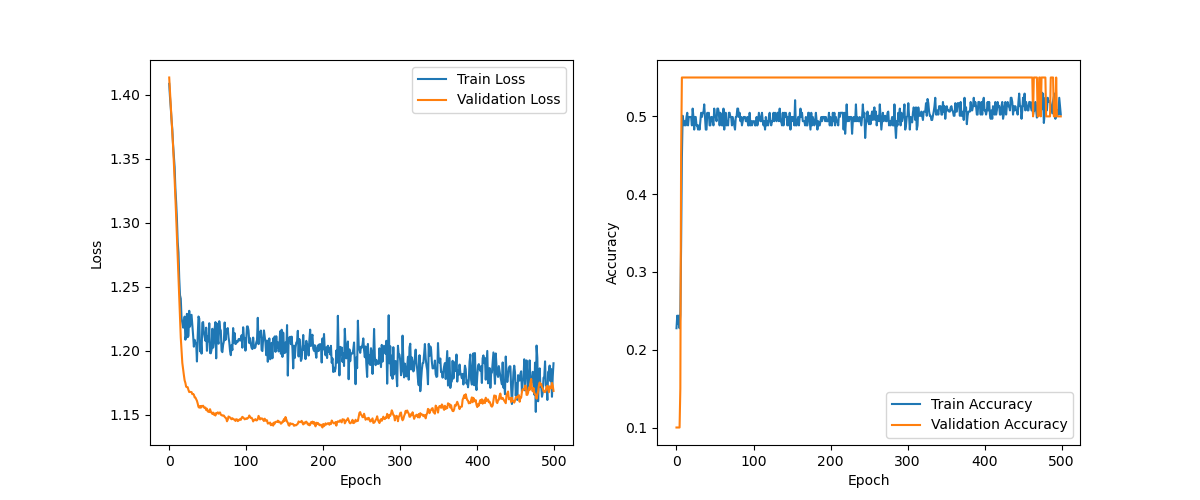 Train Loss
Validation Loss
1.40
1.35
1.30
1.25
1.20
1.15
Loss
0 100 200 300 400 500
Epoch
0.5
0.4
0.3
0.2
0.1
Accuracy
Train Accuracy
Validation Accuracy
0 100 200 300 400 500
Epoch